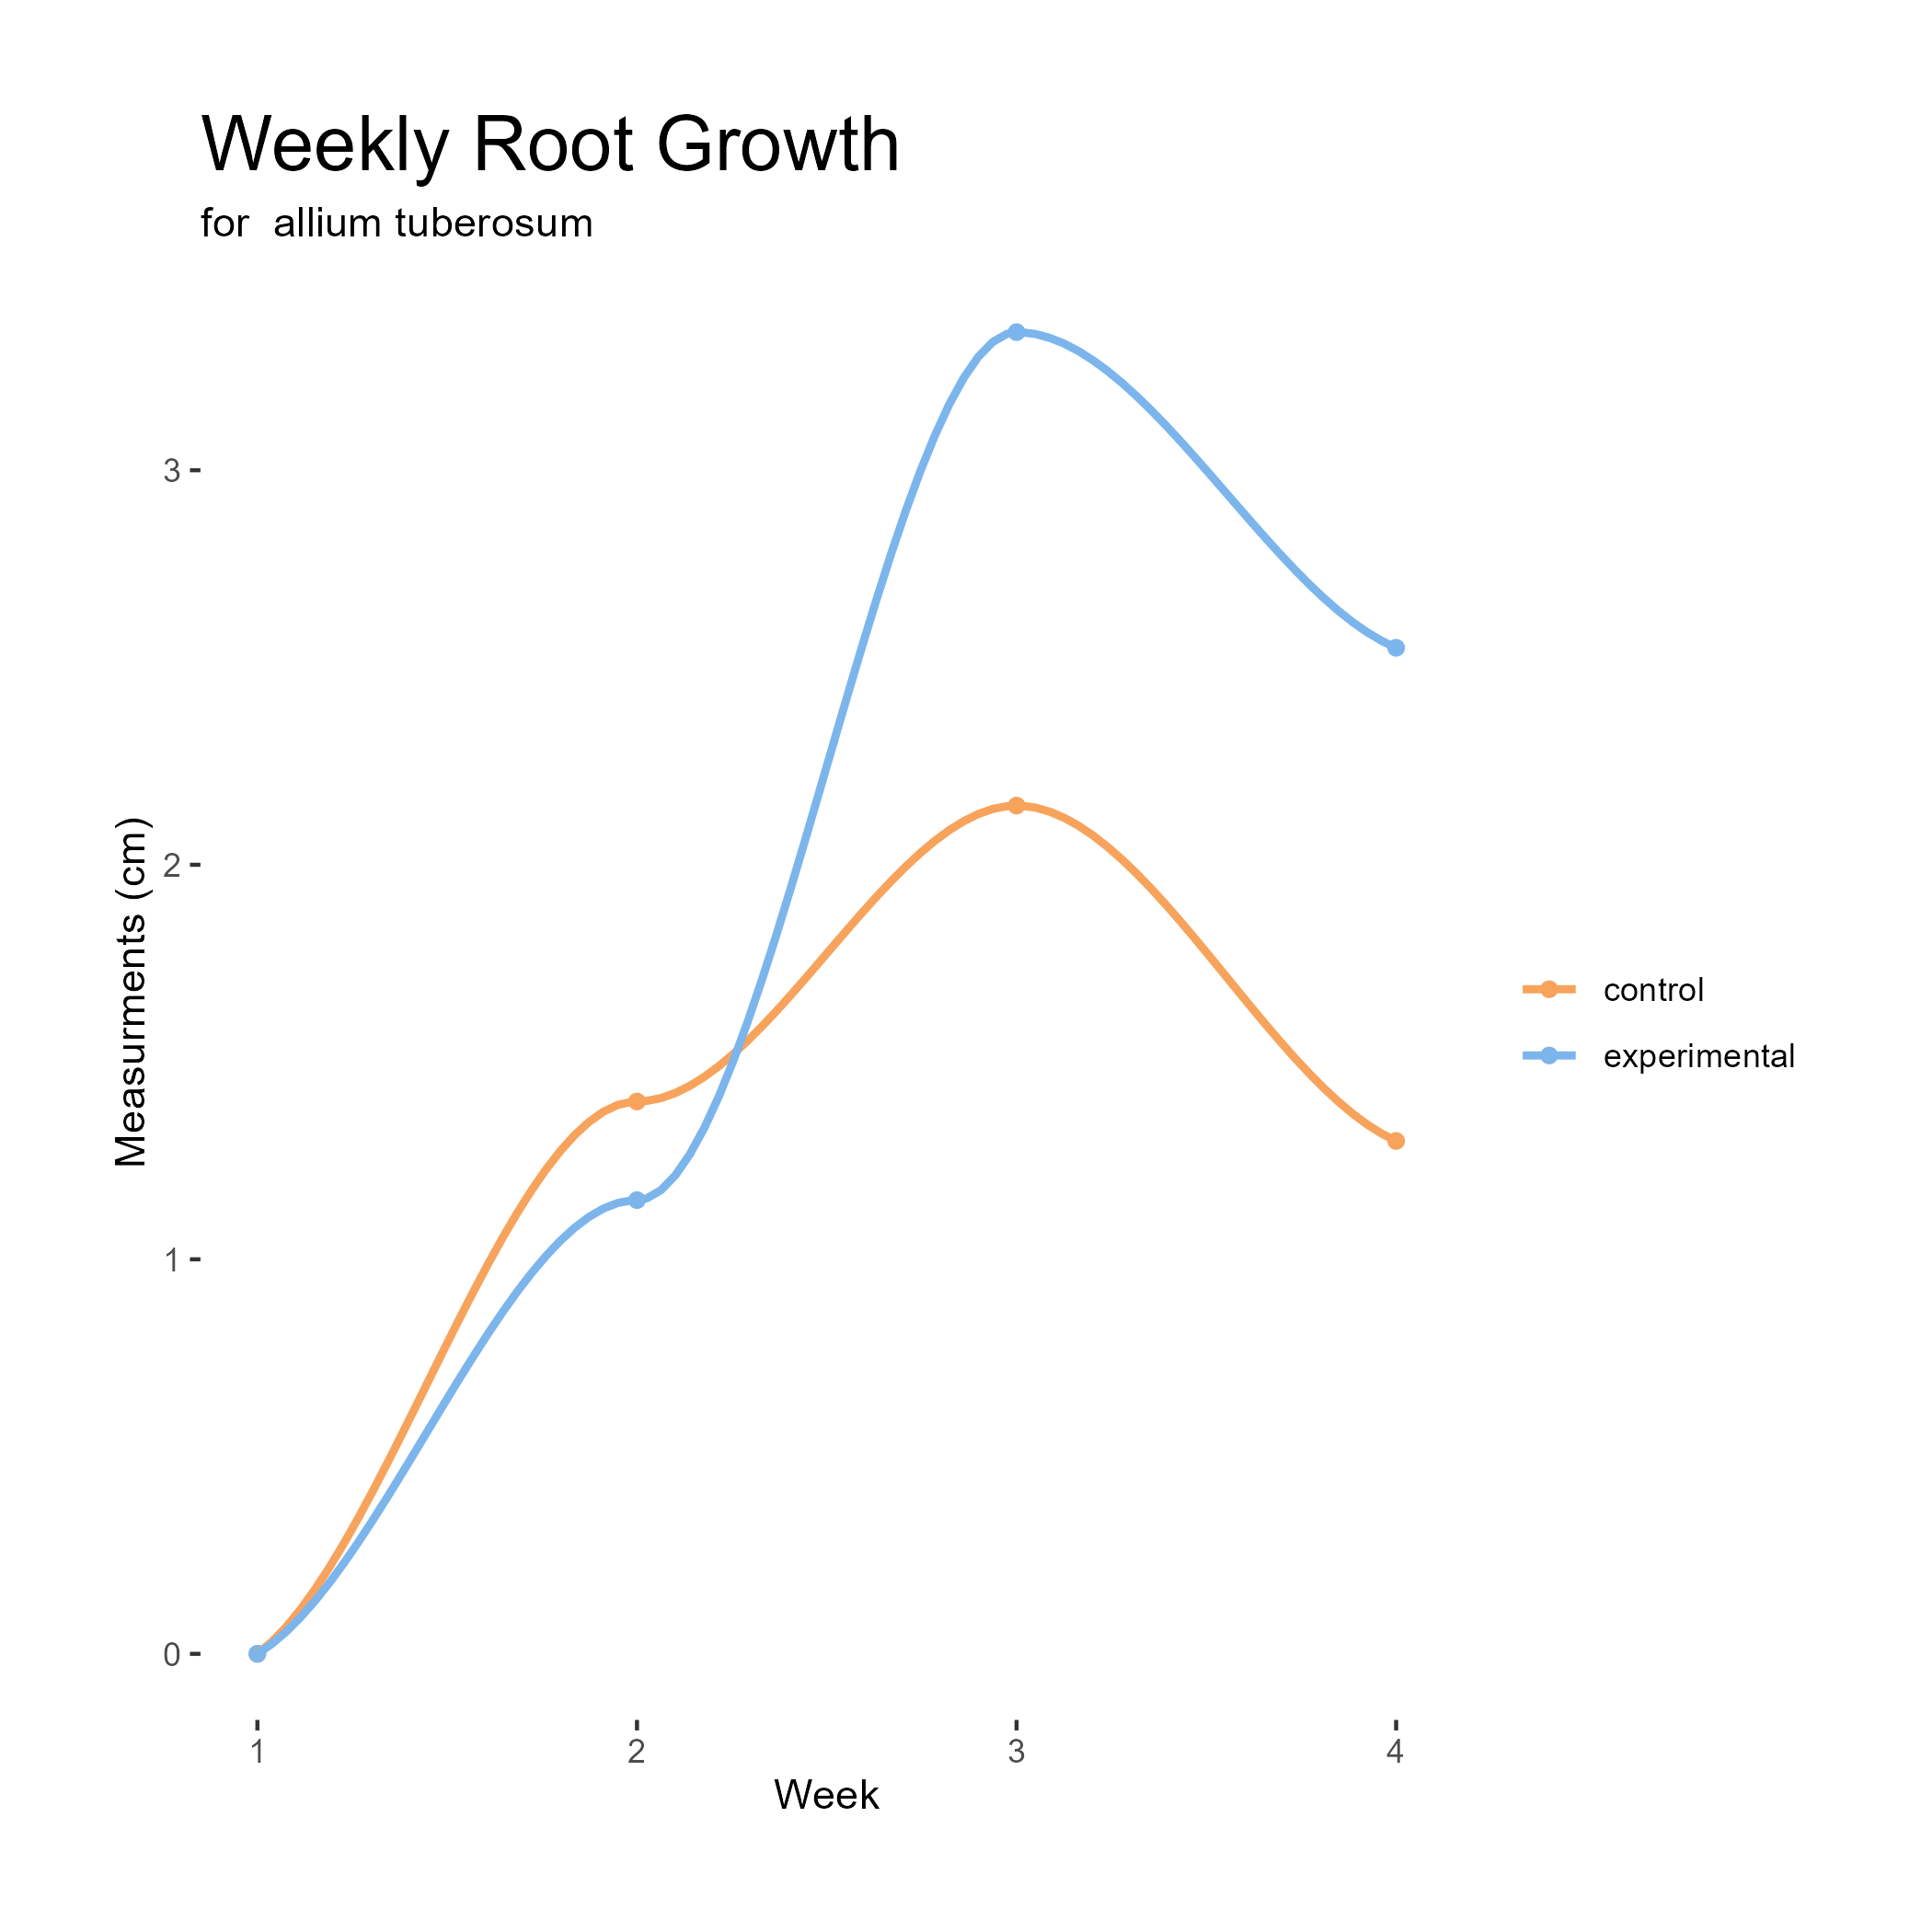 Weekly Root Growth
for  allium tuberosum
Measurments (cm)
3
2
1
0
1 2 3 4
Week
control
experimental